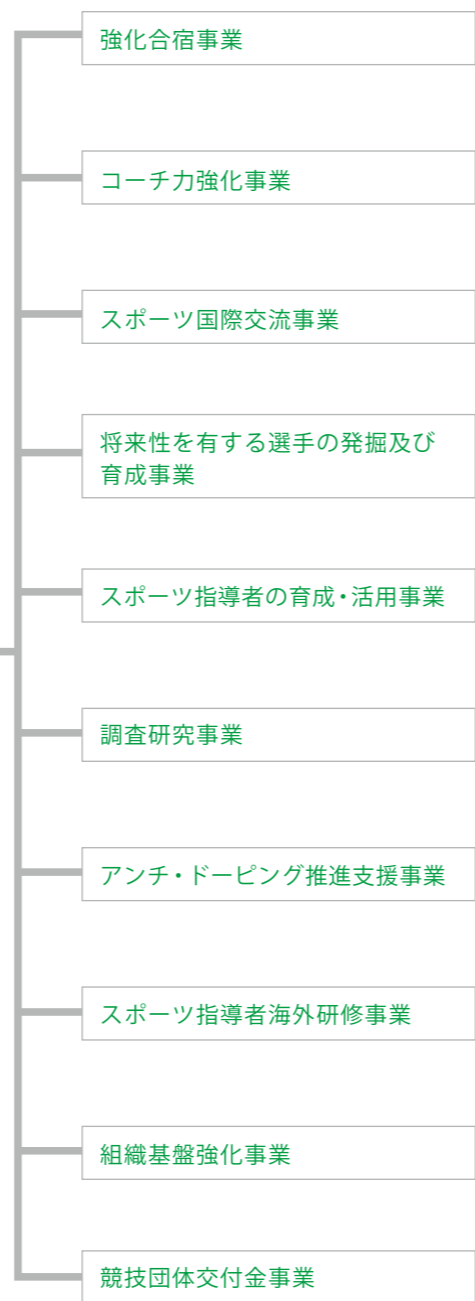 強化合宿事業
コーチ力強化事業
スポーツ国際交流事業
将来性を有する選手の発掘及び
育成事業
スポーツ指導者の育成・活用事業
調査研究事業
アンチ・ドーピング推進支援事業
スポーツ指導者海外研修事業
組織基盤強化事業
競技団体交付金事業